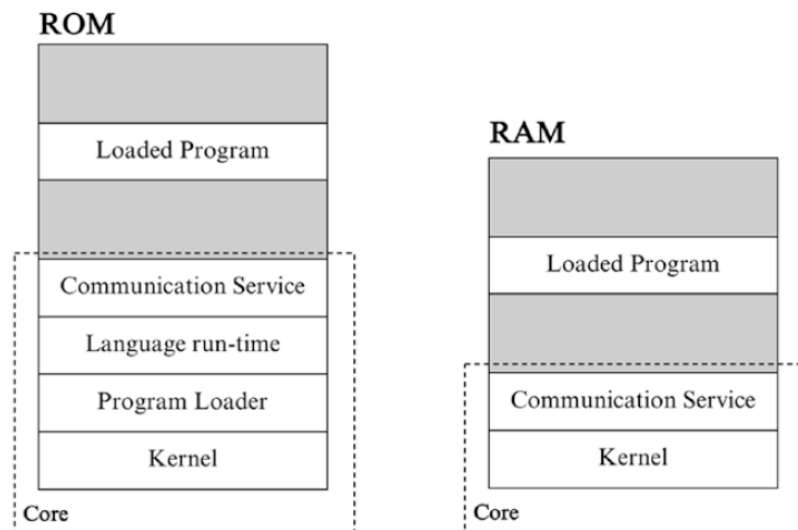 ROM
Loaded Program
Communication Service
Language run-time
Program Loader
Kernel
Core
RAM
Loaded Program
Communication Service
Kernel
Core